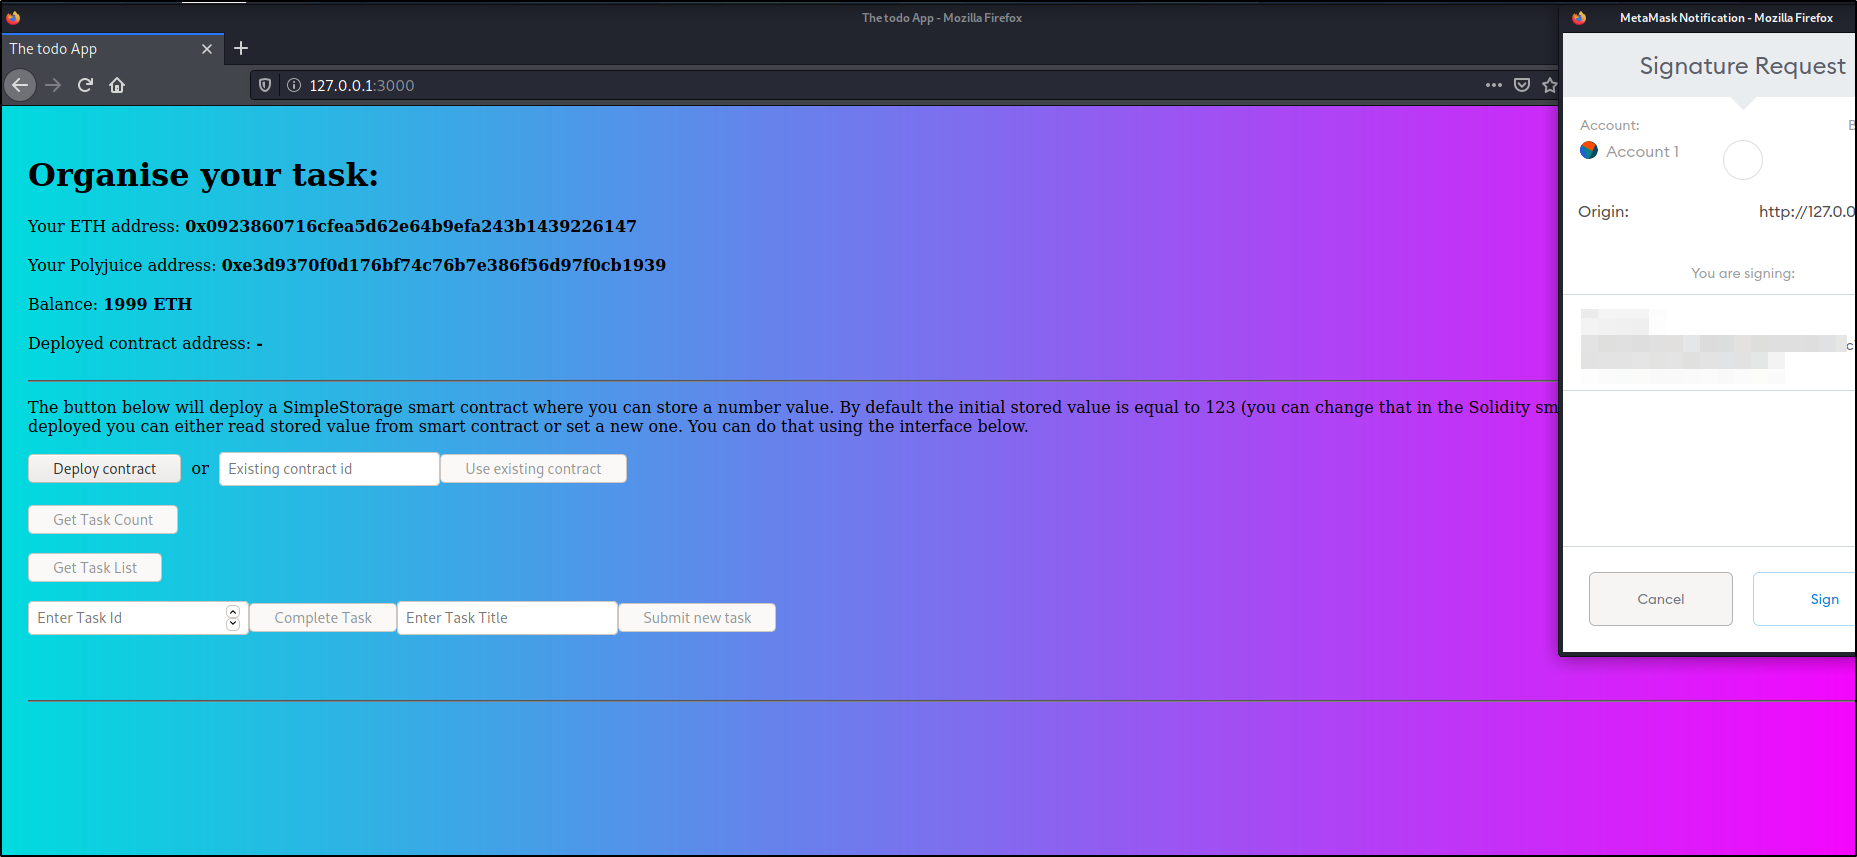 The todo App - Mozilla Firefox
The todo App
127.0.0.1:3000
Organise your task:
Your ETH address: 0x0923860716cfea5d62e64b9efa243b1439226147
Your Polyjuice address: 0xe3d9370f0d176bf74c76b7e386f56d97f0cb1939
Balance: 1999 ETH
Deployed contract address: -
The button below will deploy a SimpleStorage smart contract where you can store a number value. By default the initial stored value is equal to 123 (you can change that in the Solidity sm
deployed you can either read stored value from smart contract or set a new one. You can do that using the interface below.
Deploy contract or Existing contract id Use existing contract
Get Task Count
Get Task List
Enter Task Id Complete Task Enter Task Title Submit new task
MetaMask Notification - Mozilla Firefox
Signature Request
Account: B
Account 1
Origin: http://127.0.0
You are signing:
c
Cancel Sign